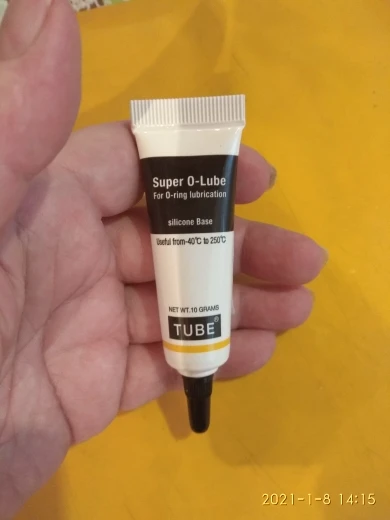 Super O-Lube
For O-ring lubrication
silicone Base
Useful from-40℃ to 250℃
NET WT.10 GRAMS
TUBE®
2021-1-8 14:15